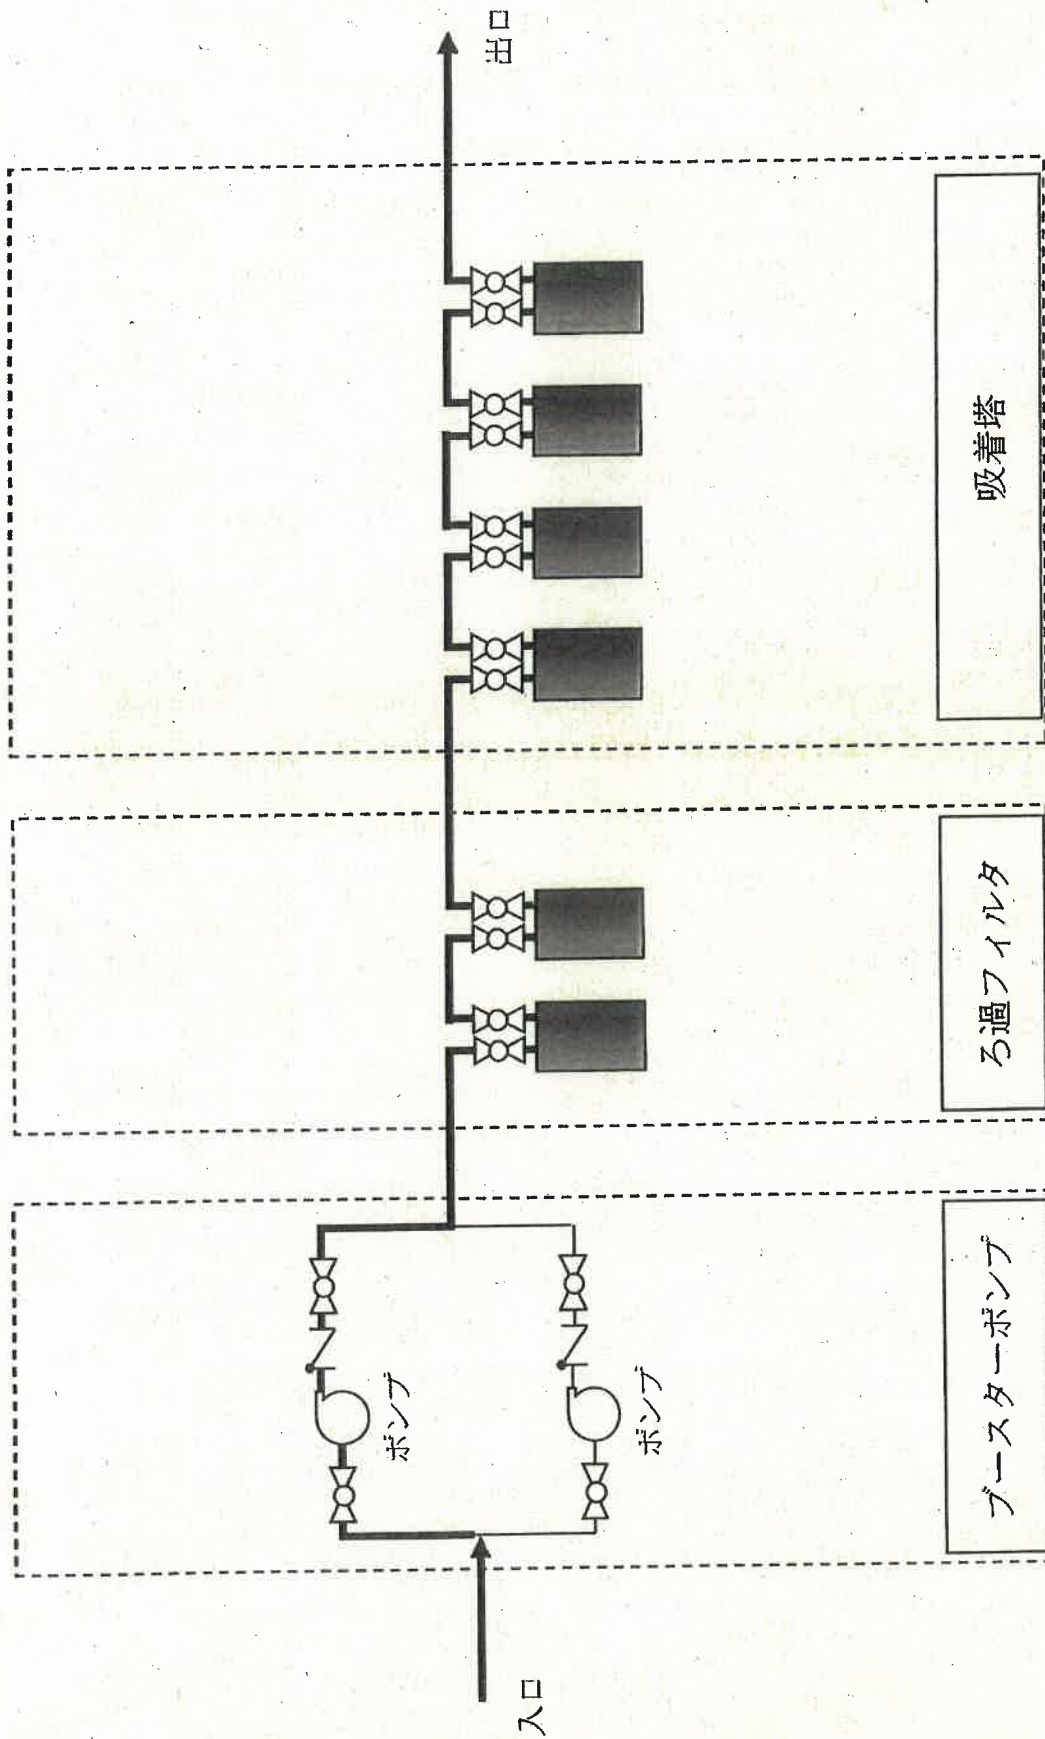 入口
ポンプ
ポンプ
ブースターポンプ
ろ過フィルタ
吸着塔
出口